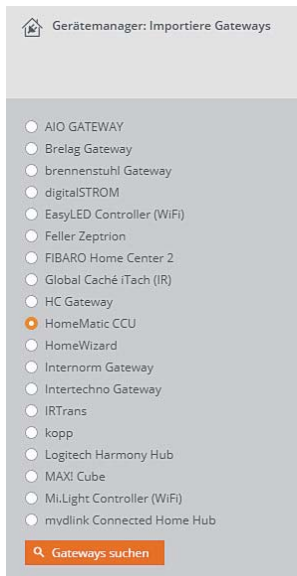 Gerätemanager: Importiere Gateways
AIO GATEWAY
Brelag Gateway
brennenstuhl Gateway
digitalSTROM
EasyLED Controller (WiFi)
Feller Zeptrion
FIBARO Home Center 2
Global Caché iTach (IR)
HC Gateway
HomeMatic CCU
HomeWizard
Internorm Gateway
Intertechno Gateway
IRTrans
kopp
Logitech Harmony Hub
MAX! Cube
Mi.Light Controller (WiFi)
mydlink Connected Home Hub
Gateways suchen